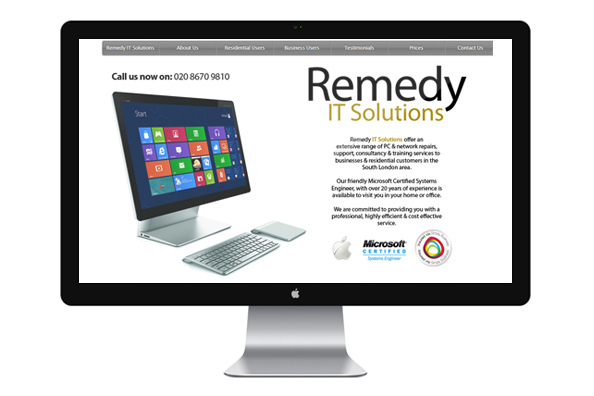 Remedy IT Solutions About Us Residential Users Business Users Testimonials Prices Contact Us
Call us now on: 020 8670 9810
Start
Remedy
IT Solutions
Remedy IT Solutions offer an
extensive range of PC & network repairs,
support, consultancy & training services to
businesses & residential customers in the
South London area.
Our friendly Microsoft Certified Systems
Engineer, with over 20 years of experience is
available to visit you in your home or office.
We are committed to providing you with a
professional, highly efficient & cost effective
service.
Microsoft
CERTIFIED
Systems Engineer